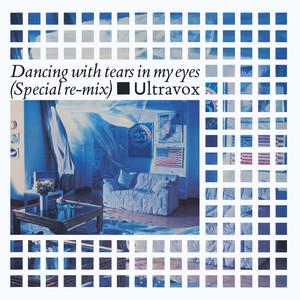 Dancing with tears in my eyes
(Special re-mix) ■ Ultravox